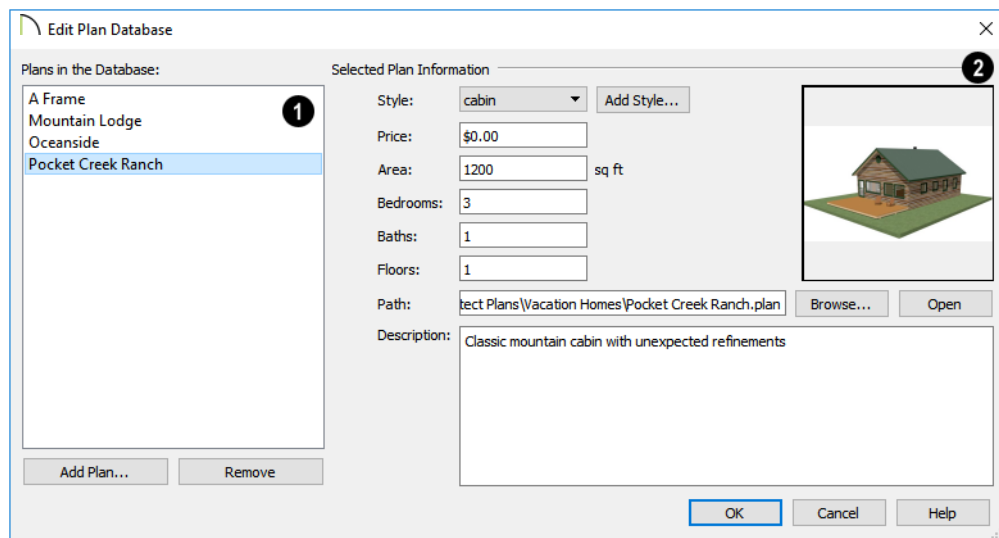 Edit Plan Database
Plans in the Database:
A Frame
Mountain Lodge
Oceanside
Pocket Creek Ranch
1
Add Plan...
Remove
Selected Plan Information
2
Style: cabin Add Style...
Price: $0.00
Area: 1200 sq ft
Bedrooms: 3
Baths: 1
Floors: 1
Path: tect Plans\Vacation Homes\Pocket Creek Ranch.plan Browse... Open
Description: Classic mountain cabin with unexpected refinements
OK Cancel Help